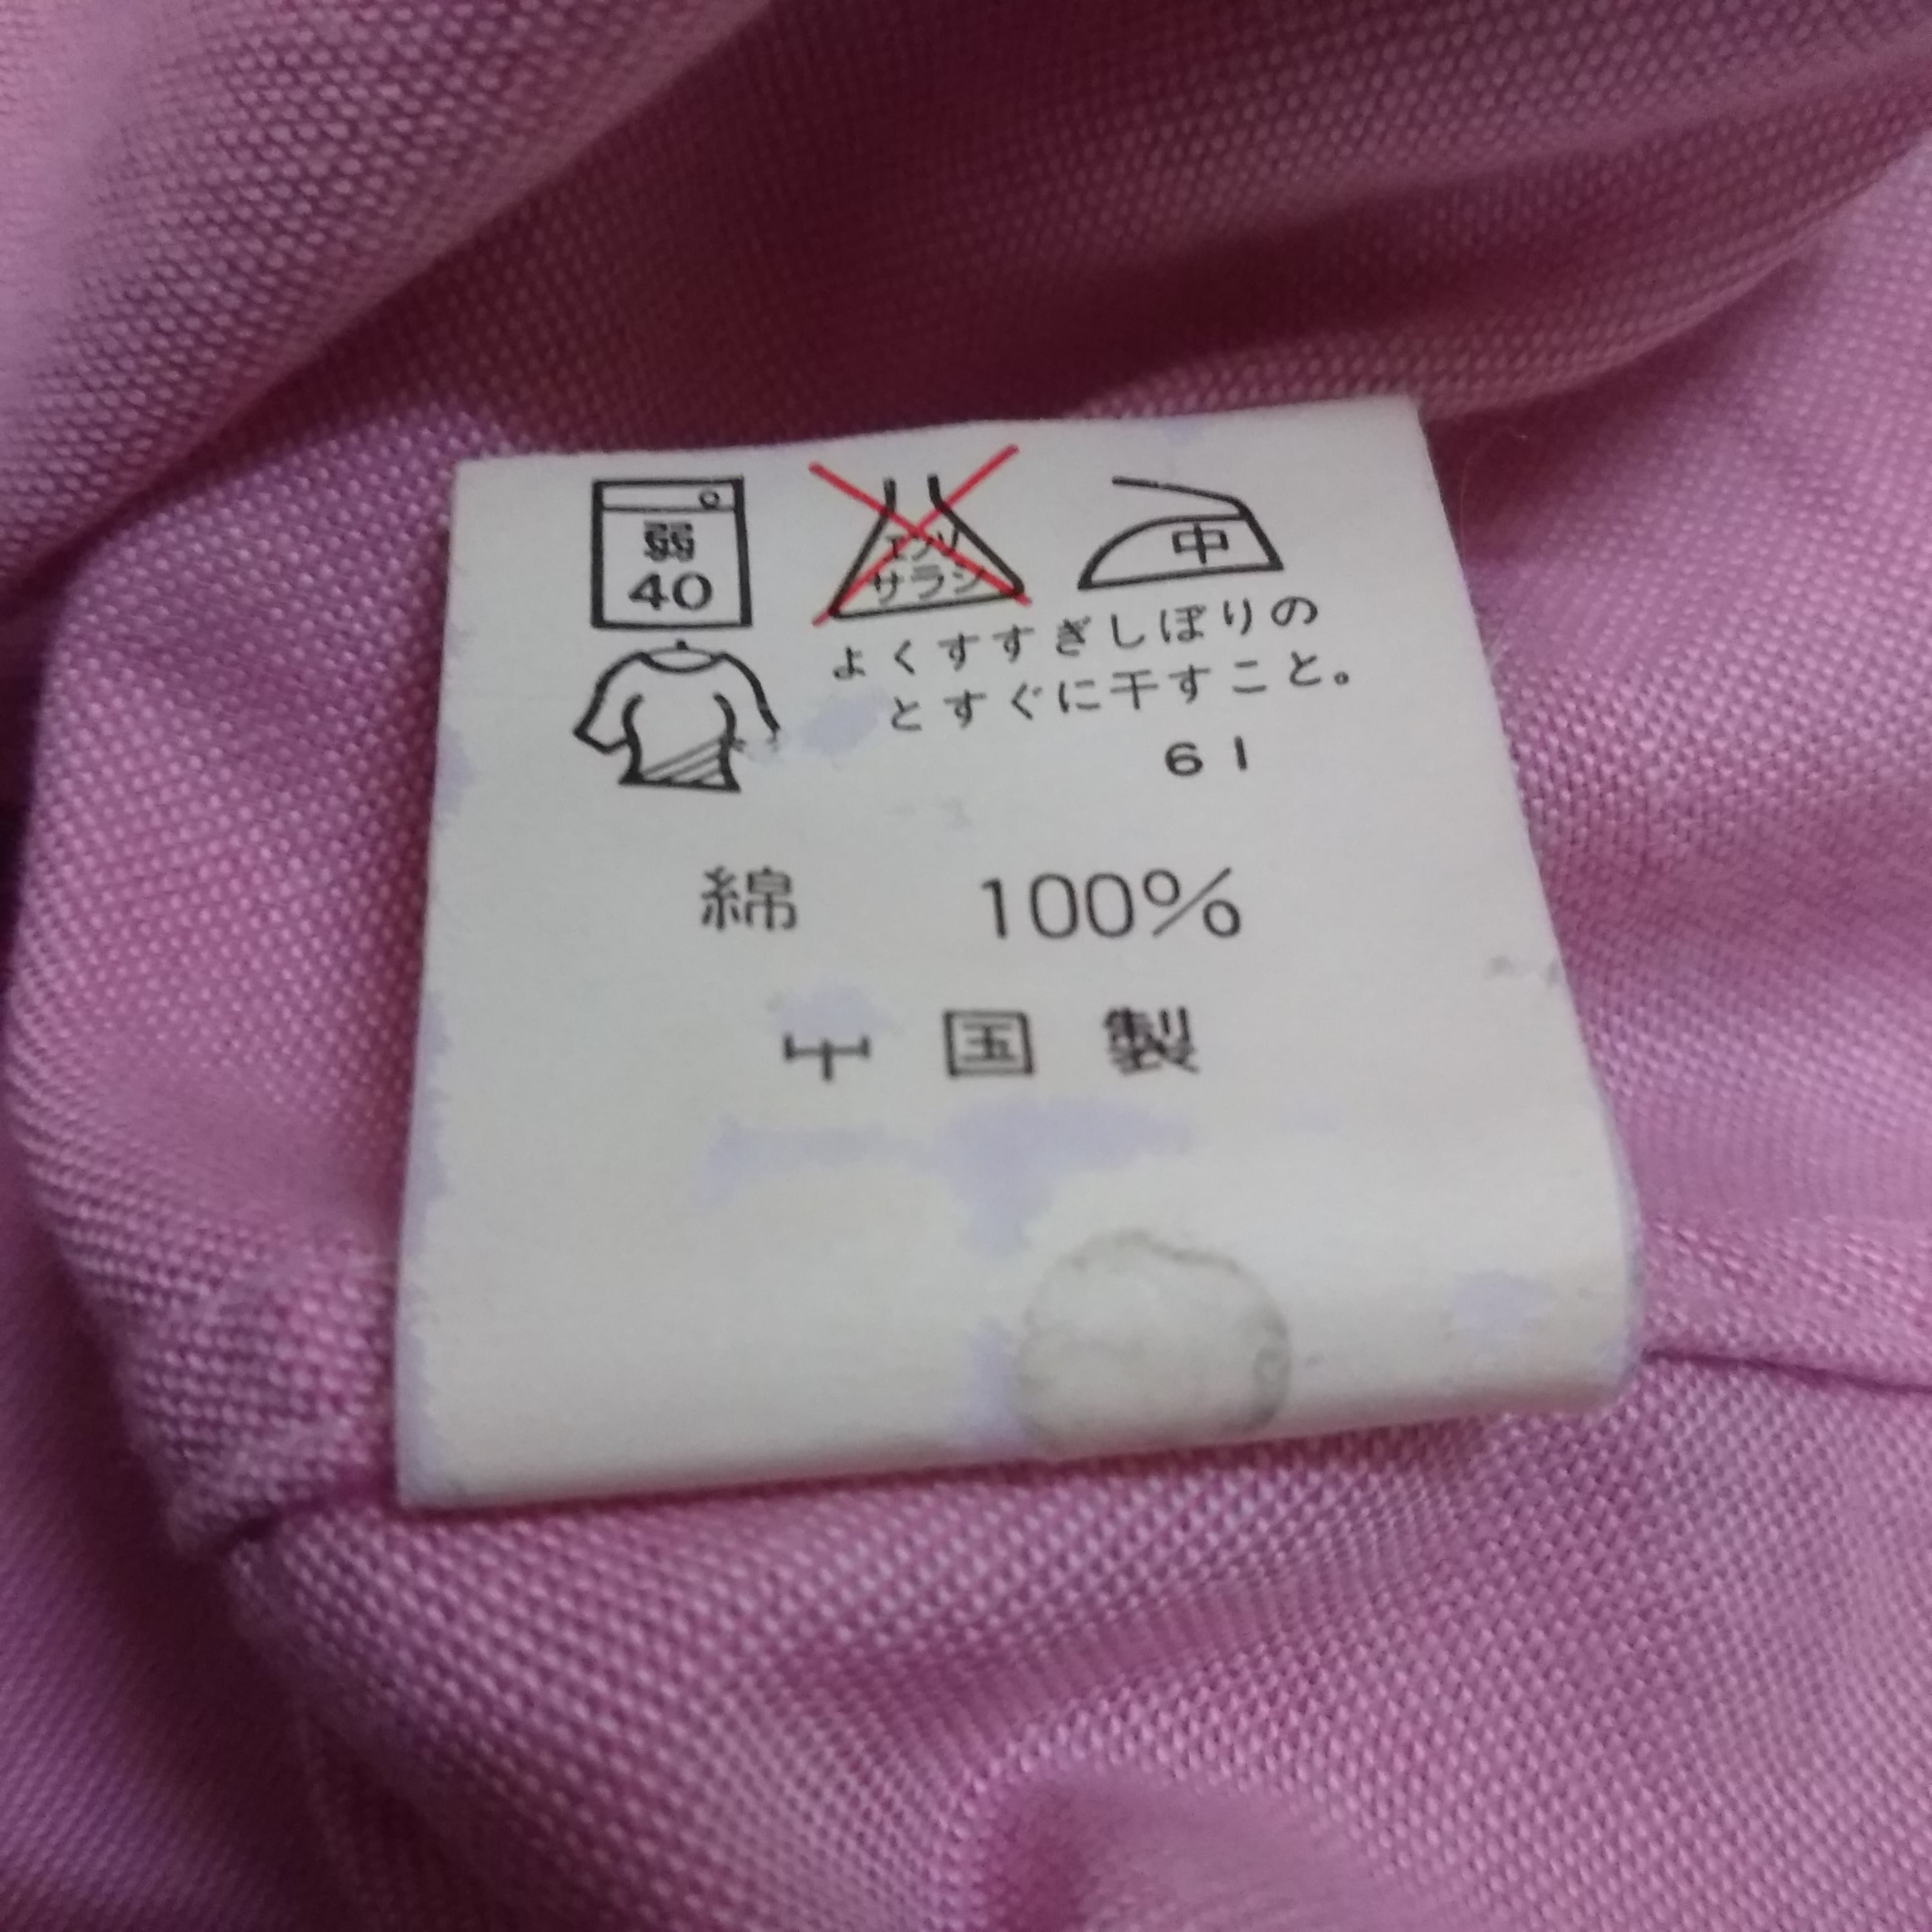 弱
40
エンソ
サラシ
中
よくすすぎしぼりの
とすぐに干すこと。
61
綿 100%
中国製